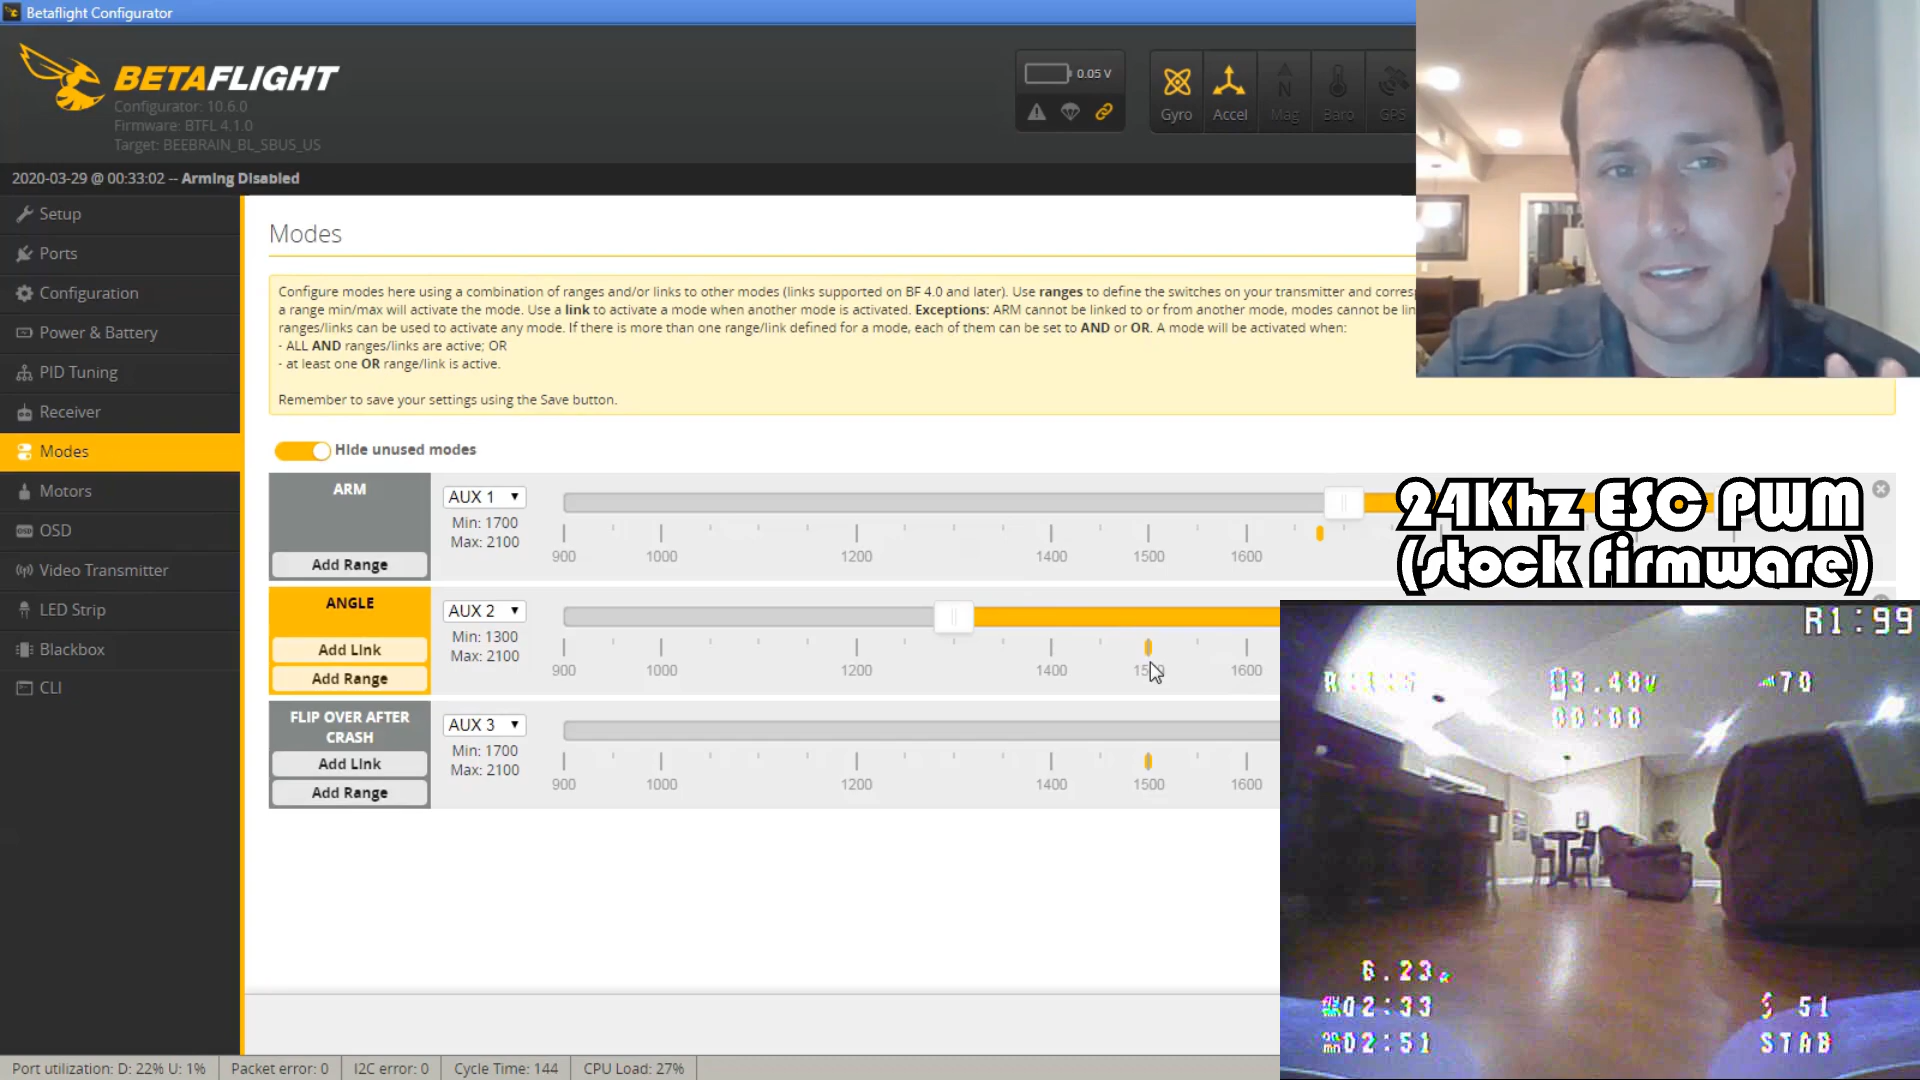 Betaflight Configurator
BETAFLIGHT
Configurator: 10.6.0
Firmware: BTFL 4.1.0
Target: BEEBRAIN_BL_SBUS_US
0.05 V
Gyro
Accel
Mag
Baro
GPS
2020-03-29 @ 00:33:02 -- Arming Disabled
Setup
Ports
Configuration
Power & Battery
PID Tuning
Receiver
Modes
Motors
OSD
Video Transmitter
LED Strip
Blackbox
CLI
Modes
Configure modes here using a combination of ranges and/or links to other modes (links supported on BF 4.0 and later). Use ranges to define the switches on your transmitter and corresp
a range min/max will activate the mode. Use a link to activate a mode when another mode is activated. Exceptions: ARM cannot be linked to or from another mode, modes cannot be lin
ranges/links can be used to activate any mode. If there is more than one range/link defined for a mode, each of them can be set to AND or OR. A mode will be activated when:
- ALL AND ranges/links are active; OR
- at least one OR range/link is active.
Remember to save your settings using the Save button.
Hide unused modes
ARM
Add Range
AUX 1
Min: 1700
Max: 2100
900 1000 1200 1400 1500 1600
24Khz ESC PWM
(stock firmware)
ANGLE
Add Link
Add Range
AUX 2
Min: 1300
Max: 2100
900 1000 1200 1400 1600
FLIP OVER AFTER
CRASH
Add Link
Add Range
AUX 3
Min: 1700
Max: 2100
900 1000 1200 1400 1500 1600
R1:99
3.40V
70
00:00
6.23
02:33
51
02:51
STAB
Port utilization: D: 22% U: 1%
Packet error: 0
I2C error: 0
Cycle Time: 144
CPU Load: 27%